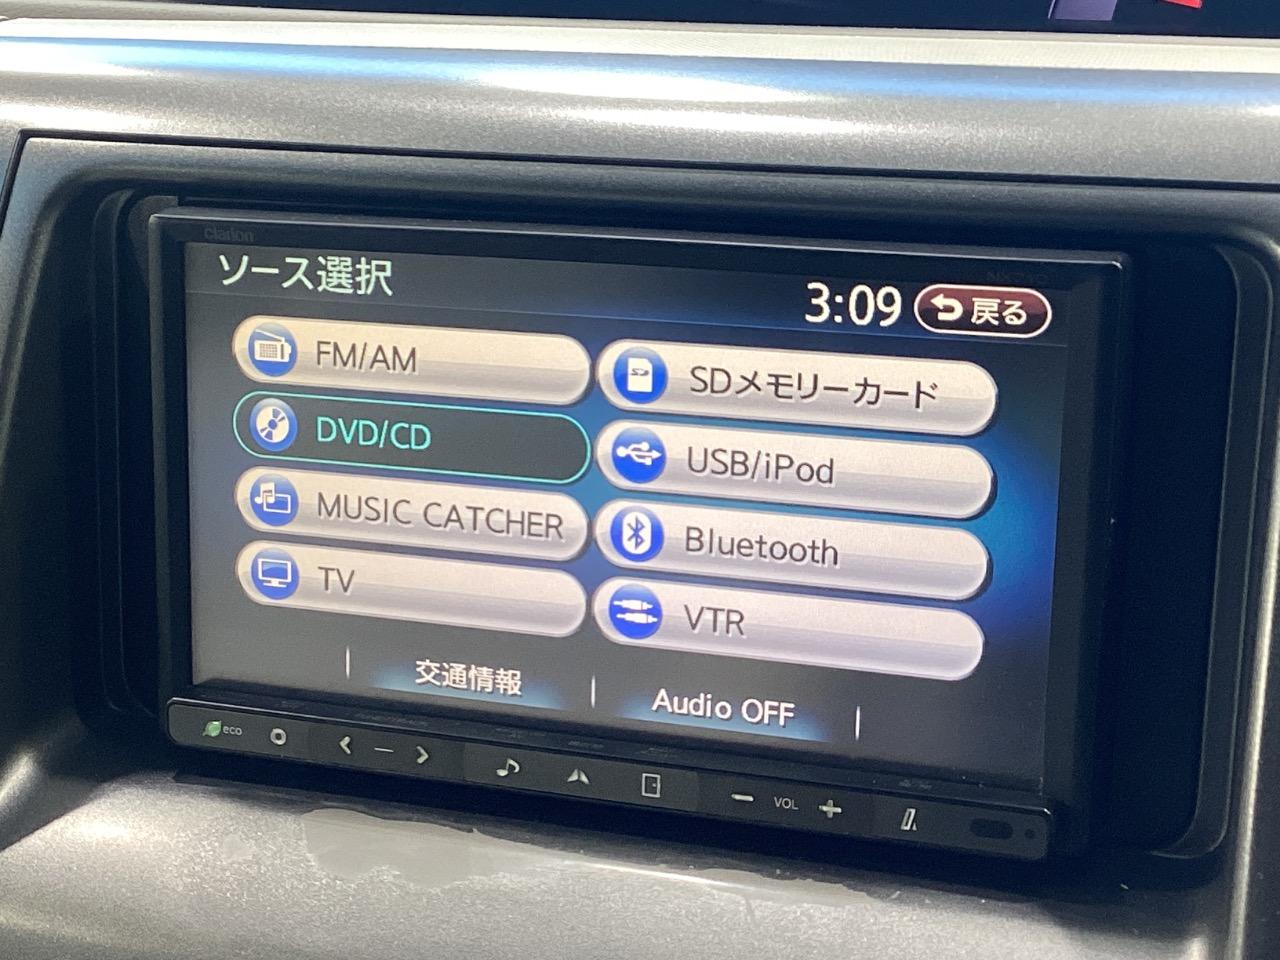 clarion
ソース選択
3:09
戻る
FM/AM
SDメモリーカード
DVD/CD
USB/iPod
MUSIC CATCHER
Bluetooth
TV
VTR
交通情報
Audio OFF
eco
VOL